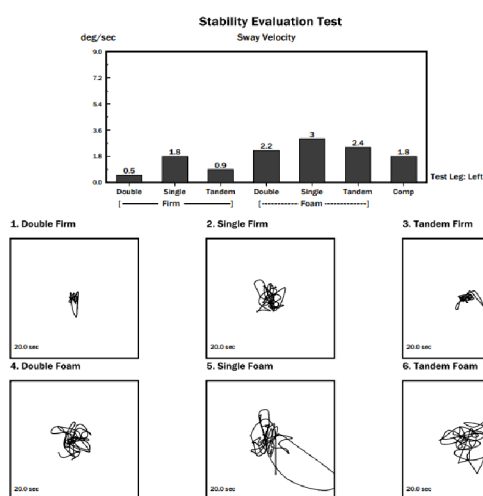 Stability Evaluation Test
deg/sec
Sway Velocity
9.0
7.2
5.4
3.6
1.8
0.0
0.5
1.8
0.9
2.2
3
2.4
1.8
Double Single Tandem Double Single Tandem Comp
Test Leg: Left
[ Firm ] [ Foam ]
1. Double Firm
2. Single Firm
3. Tandem Firm
20.0 sec
20.0 sec
20.0 sec
4. Double Foam
5. Single Foam
6. Tandem Foam
20.0 sec
20.0 sec
20.0 sec